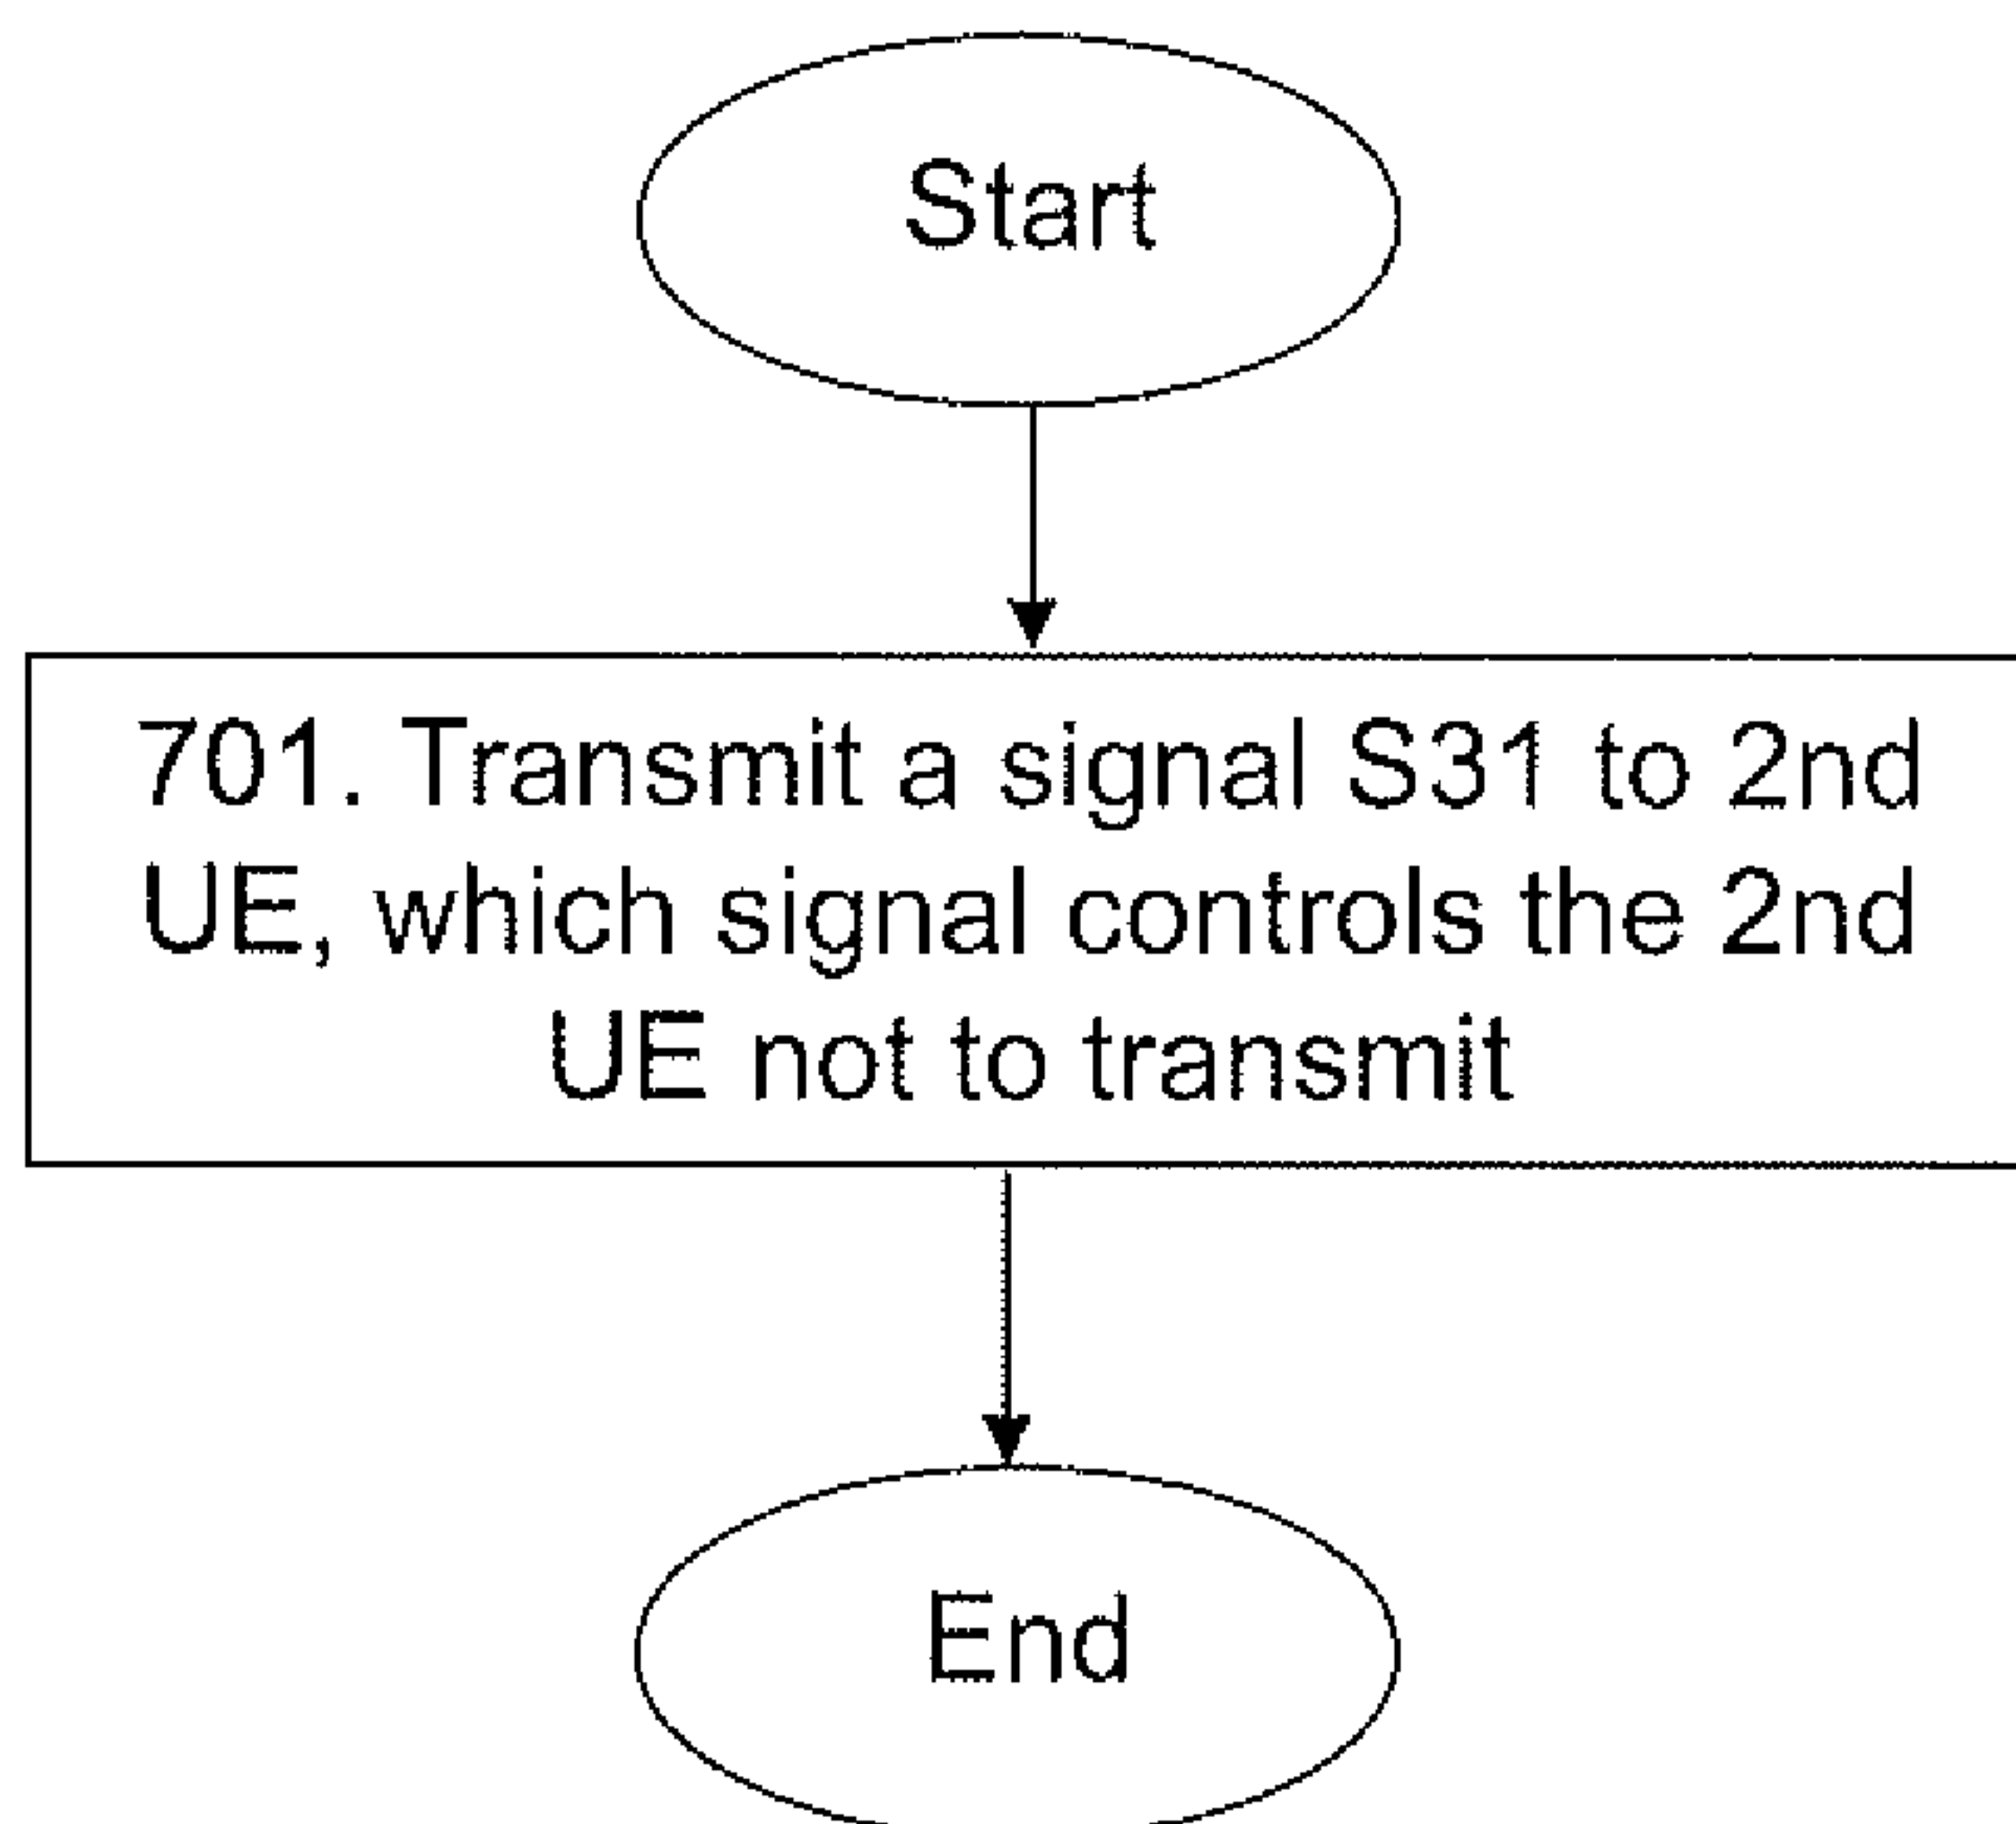 Start
701. Transmit a signal S31 to 2nd
UE, which signal controls the 2nd
UE not to transmit
End